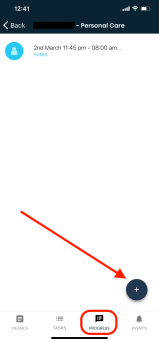 12:41
Back
- Personal Care
2nd March 11:45 pm - 08:00 am...
notes
+
DETAILS
TASKS
PROGRESS
EVENTS